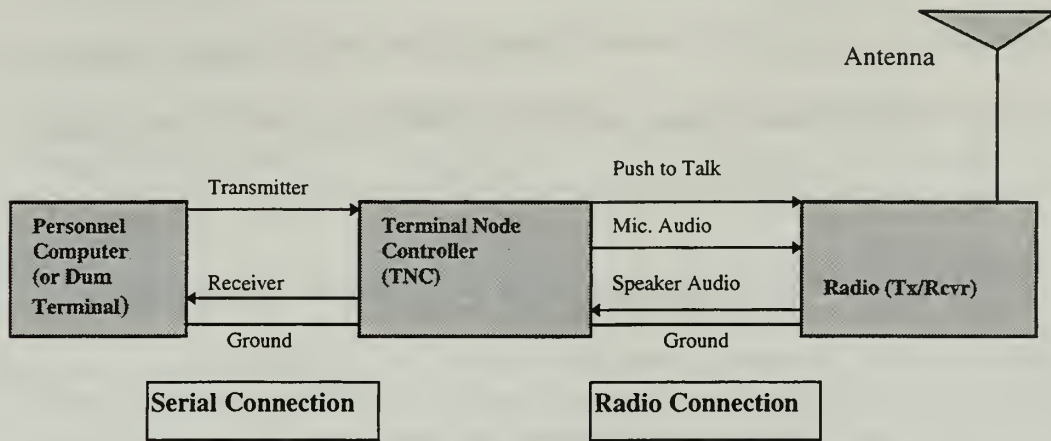 Antenna
Transmitter
Push to Talk
Personnel
Computer
(or Dum
Terminal)
Receiver
Ground
Terminal Node
Controller
(TNC)
Mic. Audio
Speaker Audio
Ground
Radio (Tx/Rcvr)
Serial Connection
Radio Connection